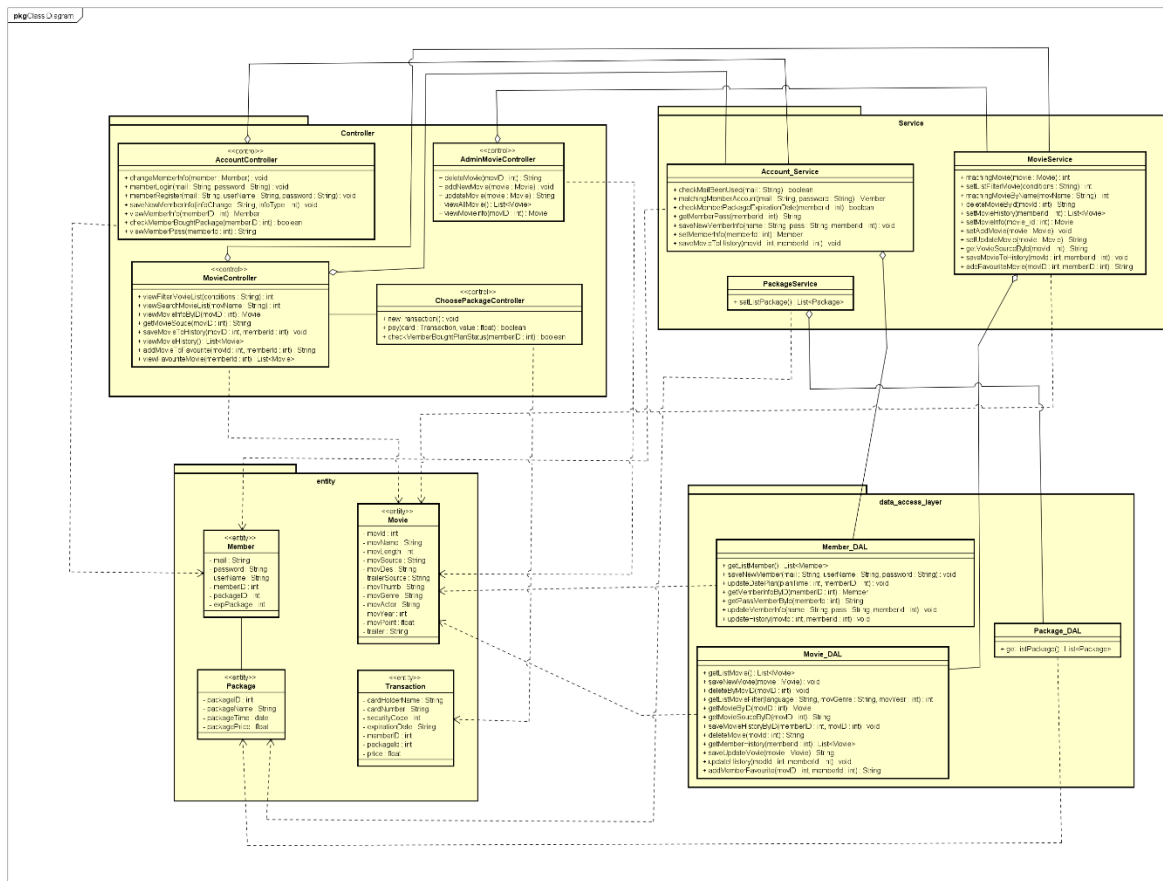 pkg Class Diagram
Controller
<<control>>
AccountController
+ changeMemberInfo(member : Member) : void
+ memberLogin(mail : String, password : String) : void
+ memberRegister(mail : String, userName : String, password : String) : void
+ saveNewMemberInfo(infoChange : String, infoType : int) : void
+ viewMemberInfo(memberID : int) : Member
+ checkMemberBoughtPackage(memberID : int) : boolean
+ viewMemberPass(memberId : int) : String
<<control>>
AdminMovieController
+ deleteMovie(movID : int) : String
+ addNewMovie(movie : Movie) : void
+ updateMovie(movie : Movie) : String
+ viewAllMovie() : List<Movie>
+ viewMovieInfo(movID : int) : Movie
<<control>>
MovieController
+ viewFilterMovieList(conditions : String) : int
+ viewSearchMovieList(movName : String) : int
+ viewMovieInfoByID(movID : int) : Movie
+ getMovieSouce(movID : int) : String
+ saveMovieToHistory(movID : int, memberId : int) : void
+ viewMovieHistory() : List<Movie>
+ addMovieToFavourite(movId : int, memberId : int) : String
+ viewFavouriteMovie(memberId : int) : List<Movie>
<<control>>
ChoosePackageController
+ newTransaction() : void
+ pay(card : Transaction, value : float) : boolean
+ checkMemberBoughtPlanStatus(memberID : int) : boolean
Service
Account_Service
+ checkMailBeenUsed(mail : String) : boolean
+ matchingMemberAccount(mail : String, password : String) : Member
+ checkMemberPackageExpirationDate(memberId : int) : boolean
+ getMemberPass(memberId : int) : String
+ saveNewMemberInfo(name : String, pass : String, memberId : int) : void
+ setMemberInfo(memberId : int) : Member
+ saveMovieToHistory(movId : int, memberId : int) : void
MovieService
+ machingMovie(movie : Movie) : int
+ setListFilterMovie(conditions : String) : int
+ machingMovieByName(movName : String) : int
+ deleteMovieById(movId : int) : String
+ setMovieHistory(memberId : int) : List<Movie>
+ setMovieInfo(movie_id : int) : Movie
+ setAddMovie(movie : Movie) : void
+ setUpdateMovie(movie : Movie) : String
+ getMovieSourceById(movId : int) : String
+ saveMovieToHistory(movId : int, memberId : int) : void
+ addFavouriteMovie(movID : int, memberID : int) : String
PackageService
+ setListPackage() : List<Package>
entity
<<entity>>
Member
- mail : String
- password : String
- userName : String
- memberID : int
- packageID : int
- expPackage : int
<<entity>>
Movie
- movId : int
- movName : String
- movLength : int
- movSource : String
- movDes : String
- trailerSource : String
- movThumb : String
- movGenre : String
- movActor : String
- movYear : int
- movPoint : float
- trailer : String
<<entity>>
Package
- packageID : int
- packageName : String
- packageTime : date
- packagePrice : float
<<entity>>
Transaction
- cardHolderName : String
- cardNumber : String
- securityCode : int
- expirationDate : String
- memberID : int
- packageId : int
- price : float
data_access_layer
Member_DAL
+ getListMember() : List<Member>
+ saveNewMember(mail : String, userName : String, password : String) : void
+ updateDatePlan(planTime : int, memberID : int) : void
+ getMemberInfoByID(memberID : int) : Member
+ getPassMemberById(memberId : int) : String
+ updateMemberInfo(name : String, pass : String, memberId : int) : void
+ updateHistory(movId : int, memberId : int) : void
Package_DAL
+ getListPackage() : List<Package>
Movie_DAL
+ getListMovie() : List<Movie>
+ saveNewMovie(movie : Movie) : void
+ deleteByMovID(movID : int) : void
+ getListMovieFilter(language : String, movGenre : String, movYear : int) : int
+ getMovieByID(movID : int) : Movie
+ getMovieSouceByID(movID : int) : String
+ saveMovieHistoryByID(memberID : int, movID : int) : void
+ deleteMovie(movId : int) : String
+ getMemberHistory(memberId : int) : List<Movie>
+ saveUpdateMovie(movie : Movie) : String
+ updateHistory(modId : int, memberId : int) : void
+ addMemberFavourite(movID : int, memberId : int) : String